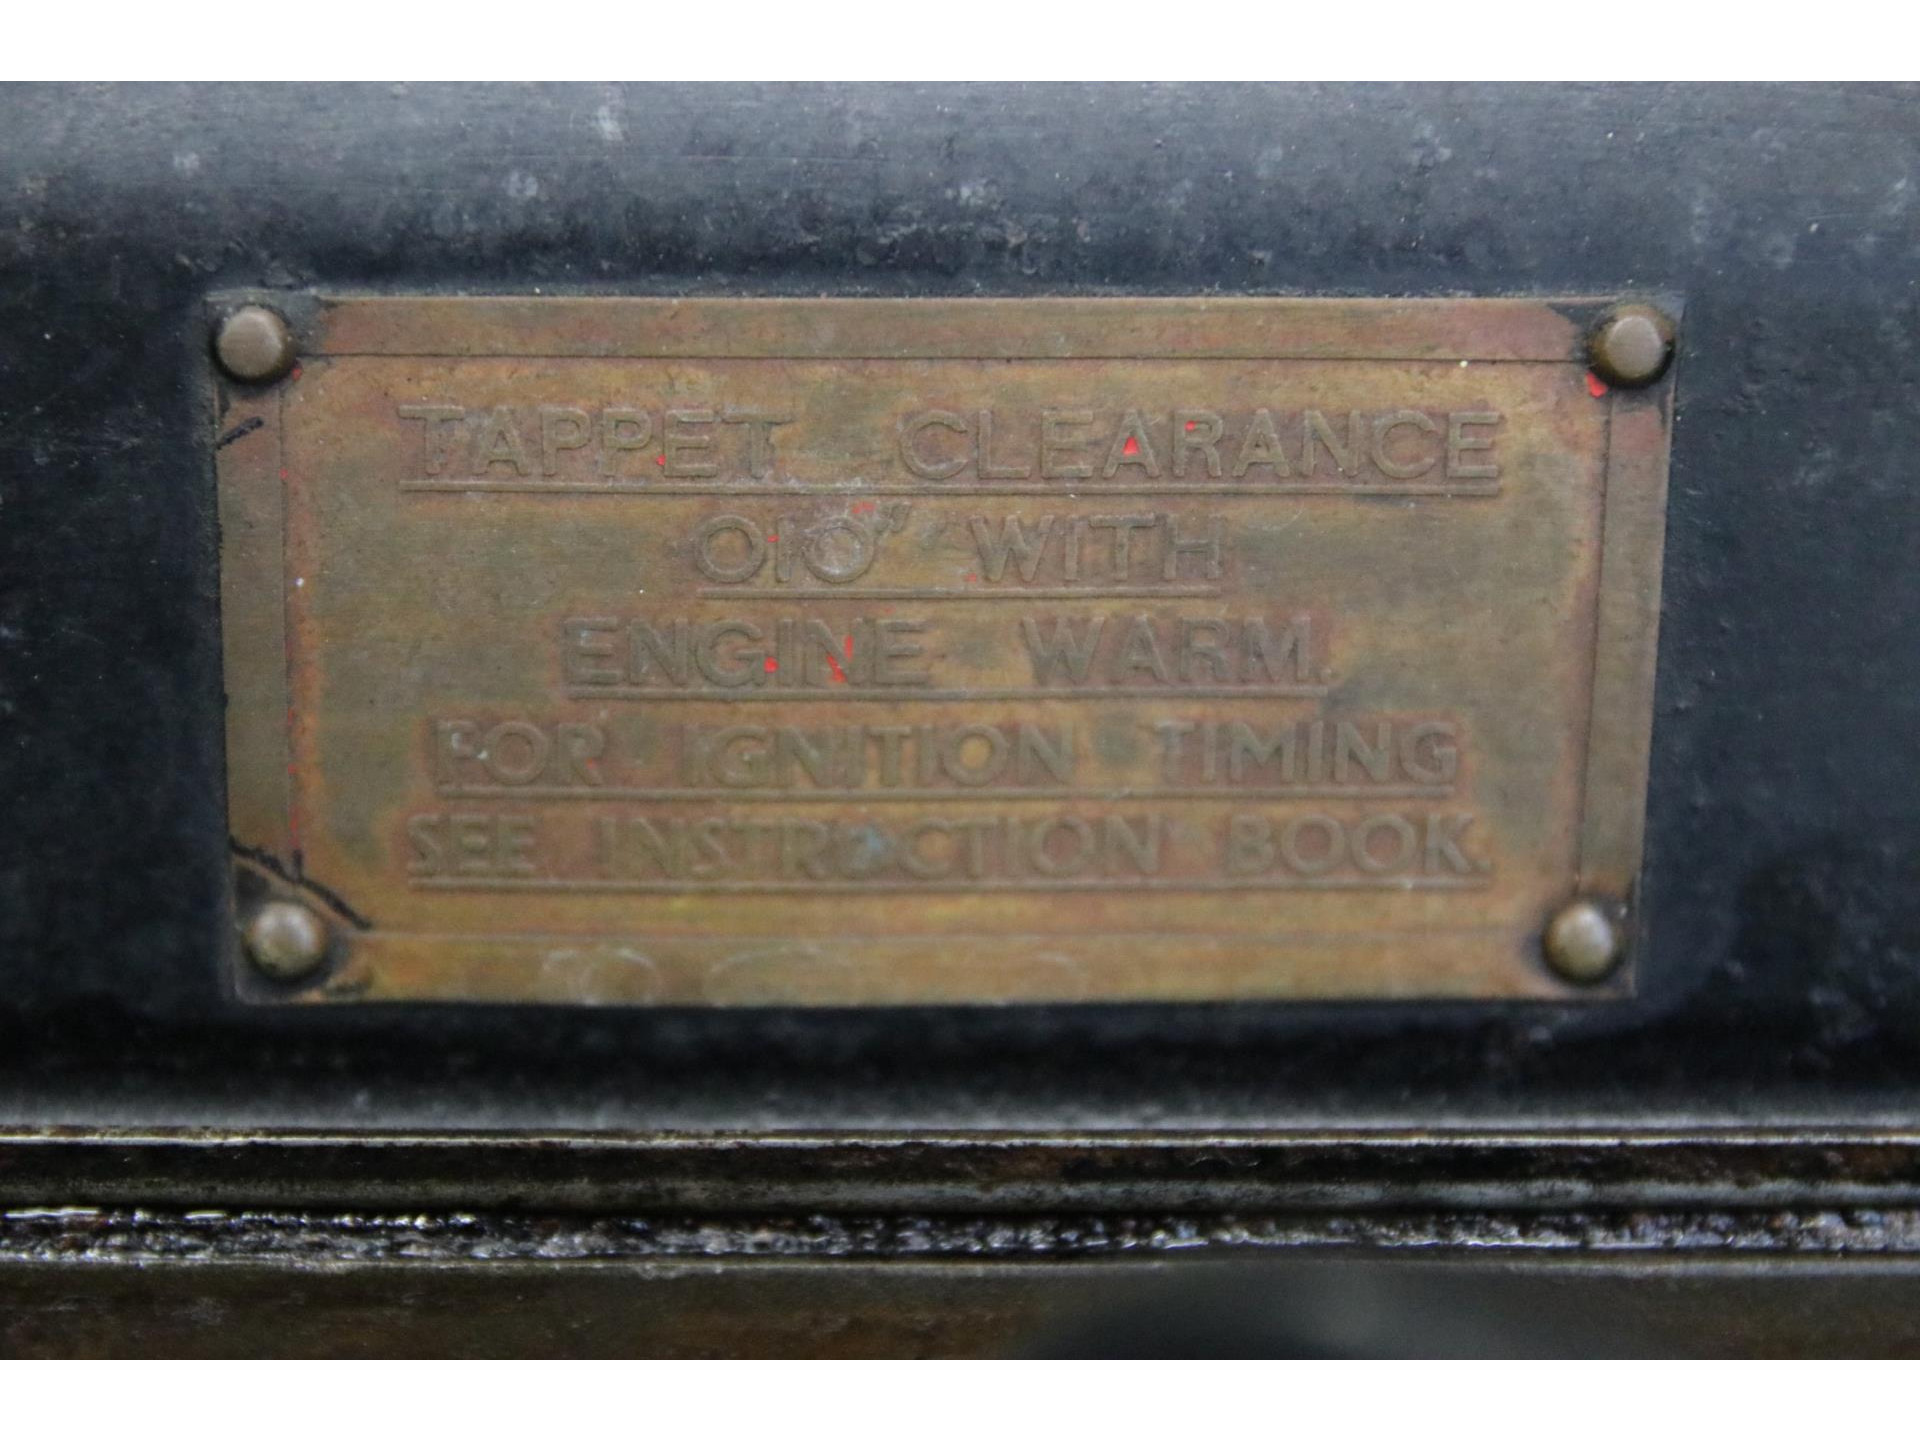 TAPPET CLEARANCE
010" WITH
ENGINE WARM.
FOR IGNITION TIMING
SEE INSTRUCTION BOOK.